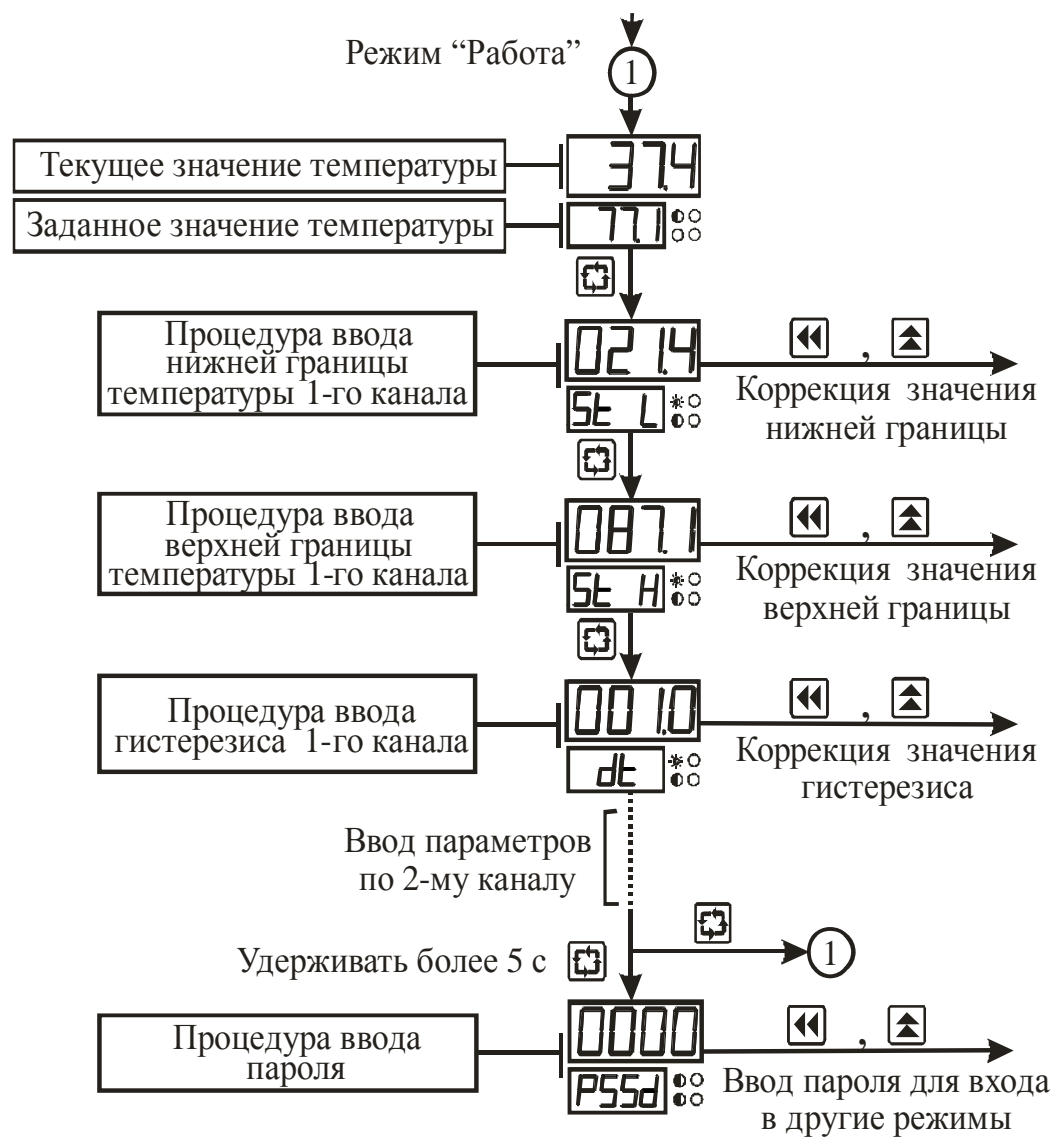 Режим “Работа”
1
Текущее значение температуры
37.4
Заданное значение температуры
77.1
Процедура ввода
нижней границы
температуры 1-го канала
021.4
St L
,
Коррекция значения
нижней границы
Процедура ввода
верхней границы
температуры 1-го канала
087.1
St H
,
Коррекция значения
верхней границы
Процедура ввода
гистерезиса 1-го канала
001.0
dt
,
Коррекция значения
гистерезиса
Ввод параметров
по 2-му каналу
Удерживать более 5 с
1
Процедура ввода
пароля
0000
PSSd
,
Ввод пароля для входа
в другие режимы